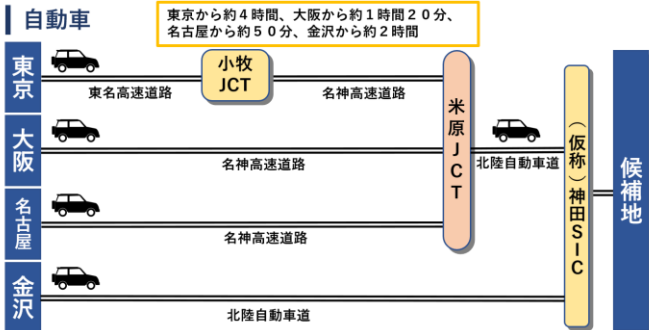 自動車
東京から約４時間、大阪から約１時間２０分、
名古屋から約５０分、金沢から約２時間
東京
東名高速道路
小牧
JCT
名神高速道路
大阪
名神高速道路
名古屋
名神高速道路
米原JCT
北陸自動車道
金沢
北陸自動車道
（仮称）神田SIC
候補地